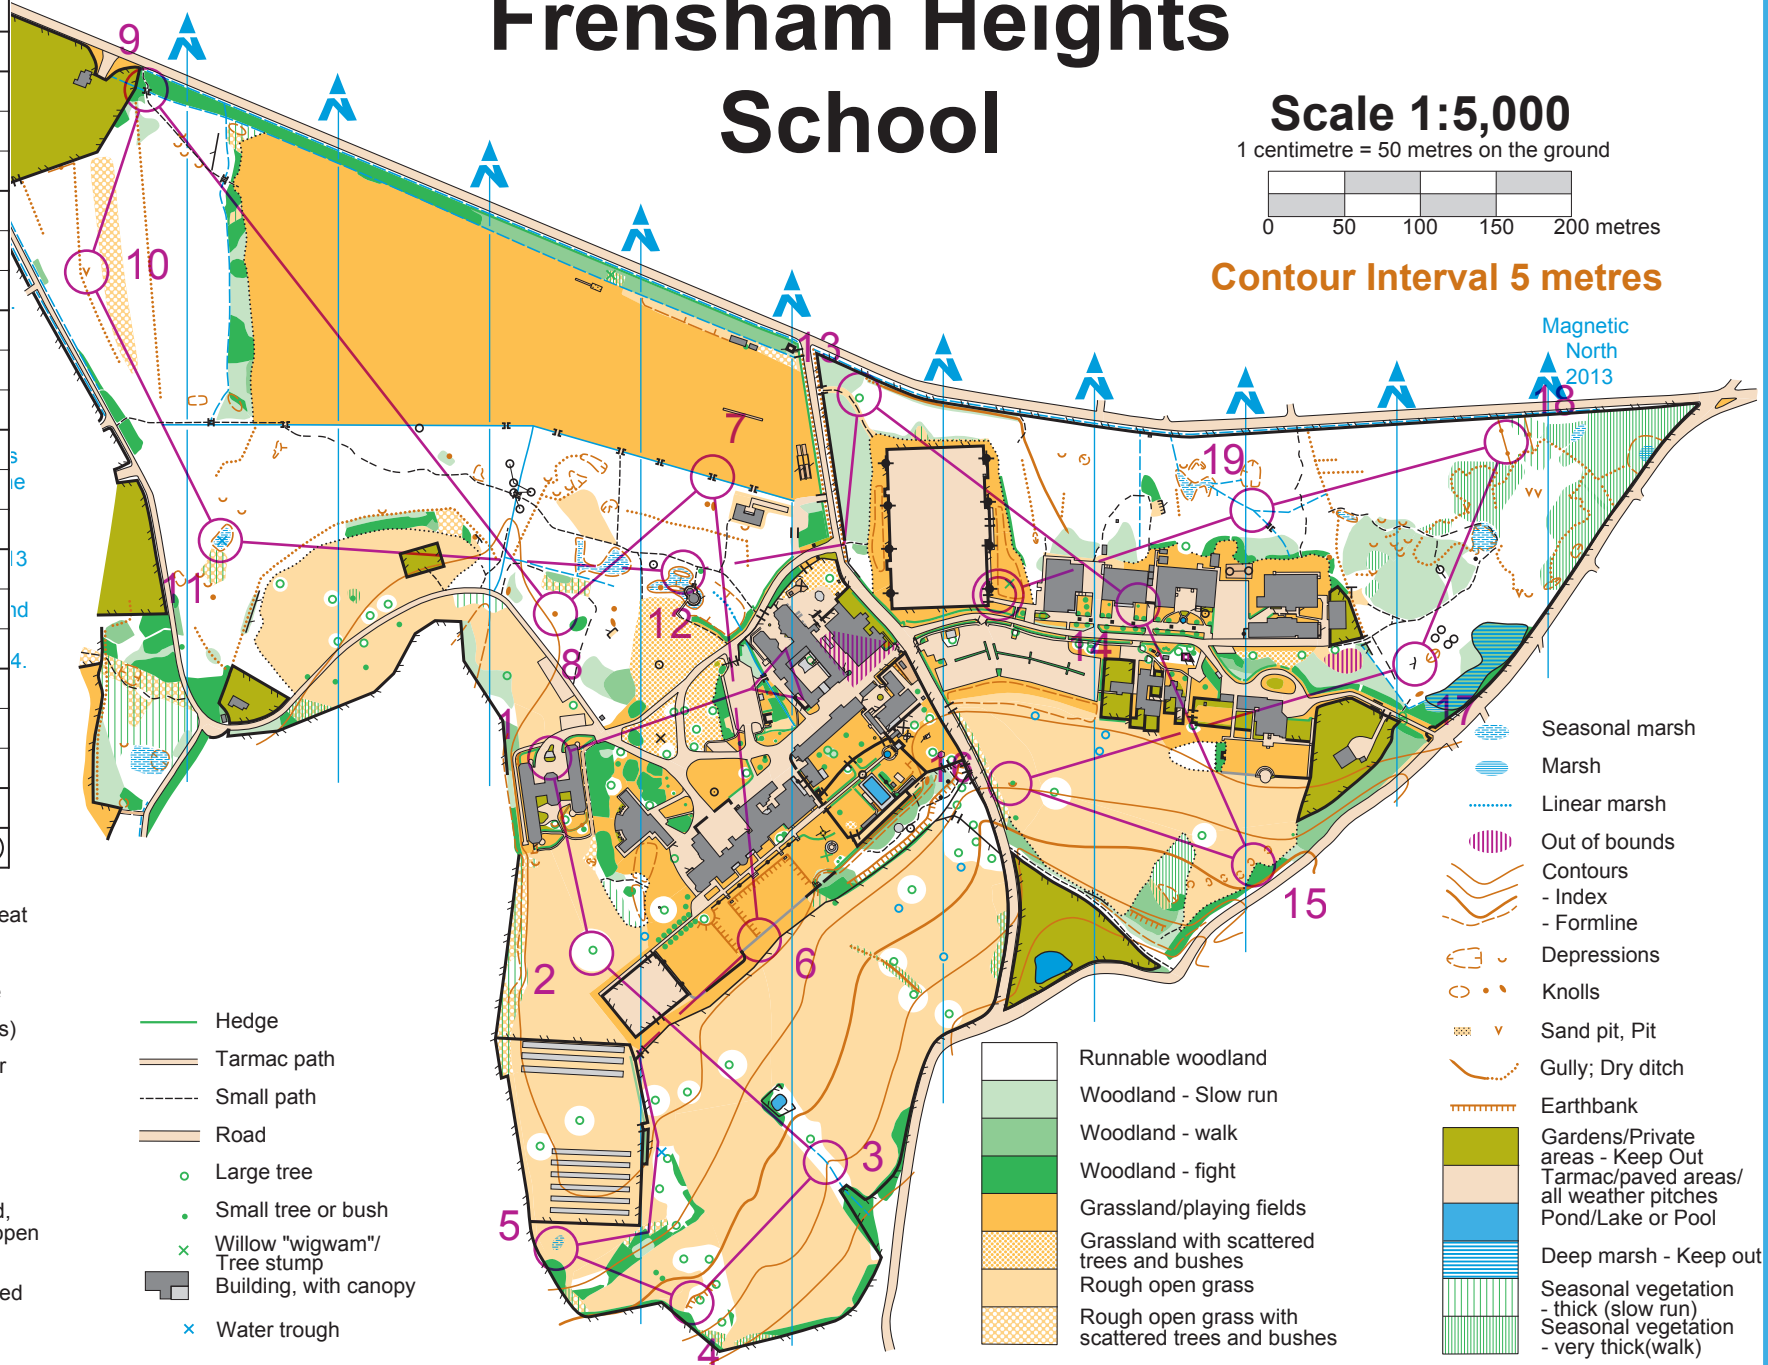 Frensham Heights
School
Scale 1:5,000
1 centimetre = 50 metres on the ground
0 50 100 150 200 metres
Contour Interval 5 metres
Magnetic
North
2013
9
10
13
7
18
19
11
12
8
14
1
17
16
15
2
6
3
5
4
s
ne
13
nd
4.
eat
s)
r
d,
open
ed
Hedge
Tarmac path
Small path
Road
Large tree
Small tree or bush
Willow "wigwam"/
Tree stump
Building, with canopy
Water trough
Runnable woodland
Woodland - Slow run
Woodland - walk
Woodland - fight
Grassland/playing fields
Grassland with scattered
trees and bushes
Rough open grass
Rough open grass with
scattered trees and bushes
Seasonal marsh
Marsh
Linear marsh
Out of bounds
Contours
- Index
- Formline
Depressions
Knolls
Sand pit, Pit
Gully; Dry ditch
Earthbank
Gardens/Private
areas - Keep Out
Tarmac/paved areas/
all weather pitches
Pond/Lake or Pool
Deep marsh - Keep out
Seasonal vegetation
- thick (slow run)
Seasonal vegetation
- very thick(walk)